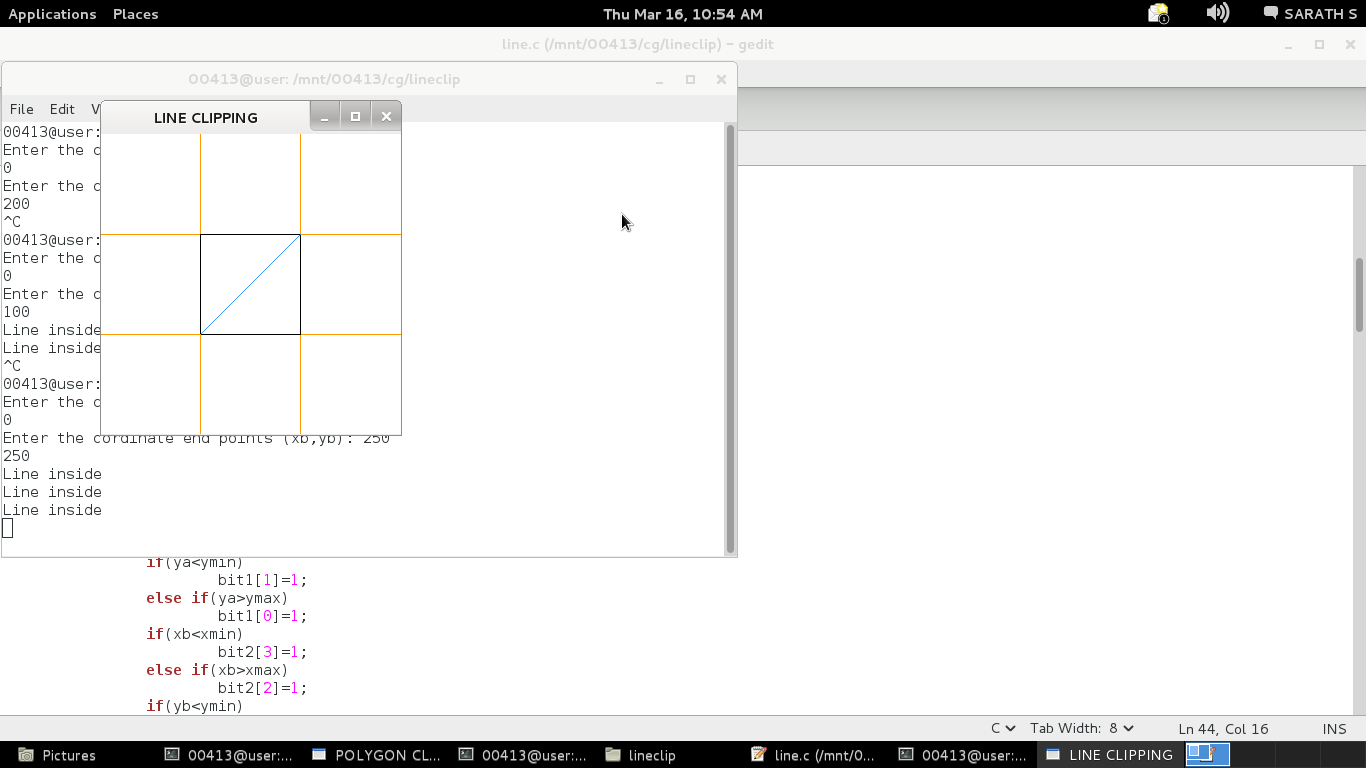 Applications Places Thu Mar 16, 10:54 AM 1 SARATH S
line.c (/mnt/00413/cg/lineclip) - gedit
00413@user: /mnt/00413/cg/lineclip
File Edit V
LINE CLIPPING
00413@user:
Enter the c
0
Enter the c
200
^C
00413@user:
Enter the c
0
Enter the c
100
Line inside
Line inside
^C
00413@user:
Enter the c
0
Enter the cordinate end points (xb,yb): 250
250
Line inside
Line inside
Line inside
if(ya<ymin)
bit1[1]=1;
else if(ya>ymax)
bit1[0]=1;
if(xb<xmin)
bit2[3]=1;
else if(xb>xmax)
bit2[2]=1;
if(yb<ymin)
C Tab Width: 8 Ln 44, Col 16 INS
Pictures 00413@user:... POLYGON CL... 00413@user:... lineclip line.c (/mnt/0... 00413@user:... LINE CLIPPING